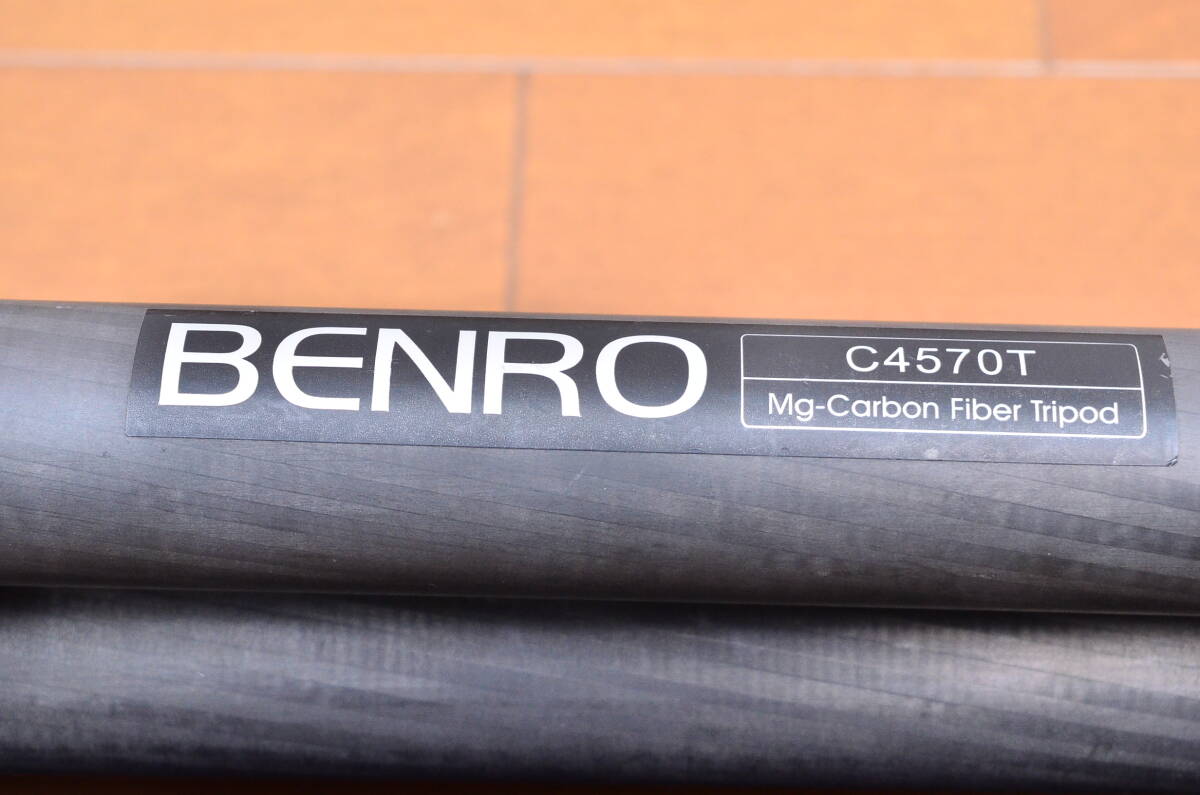 BENRO
C4570T
Mg-Carbon Fiber Tripod